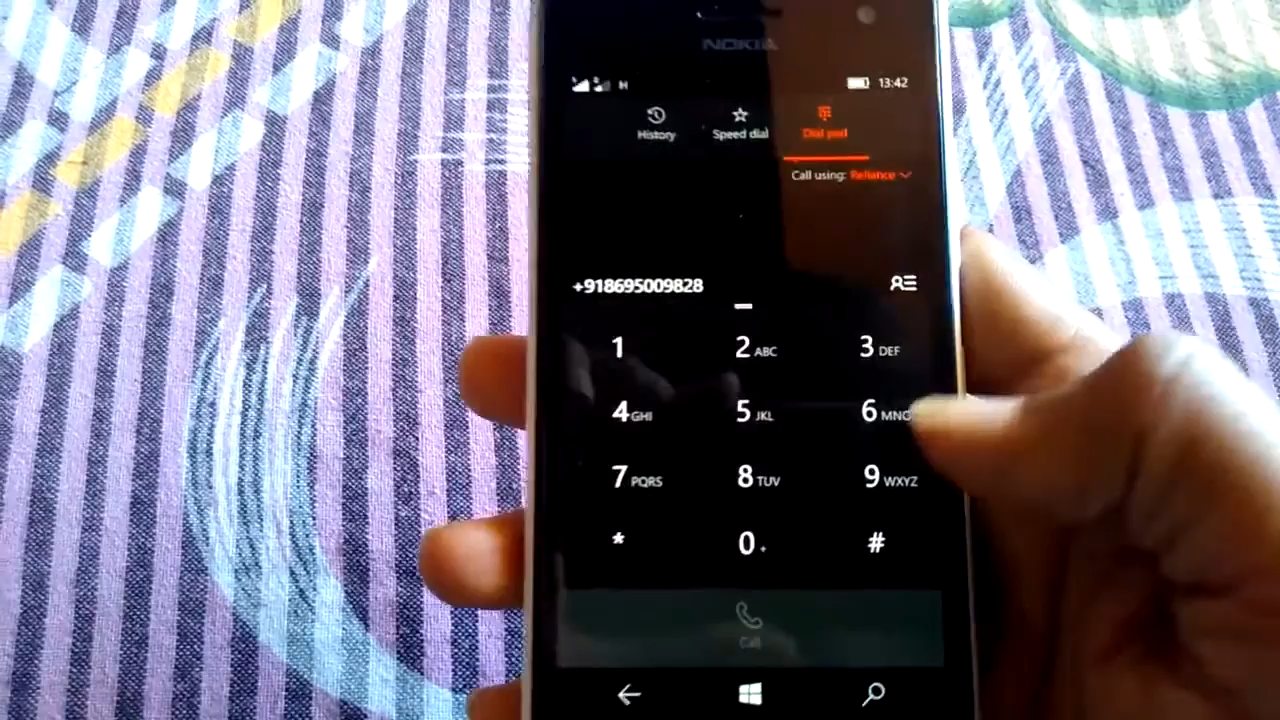 NOKIA
H 13:42
History Speed dial Dial pad
Call using: Reliance
+918695009828
1 2 ABC 3 DEF
4 GHI 5 JKL 6 MNO
7 PQRS 8 TUV 9 WXYZ
* 0 + #
Call